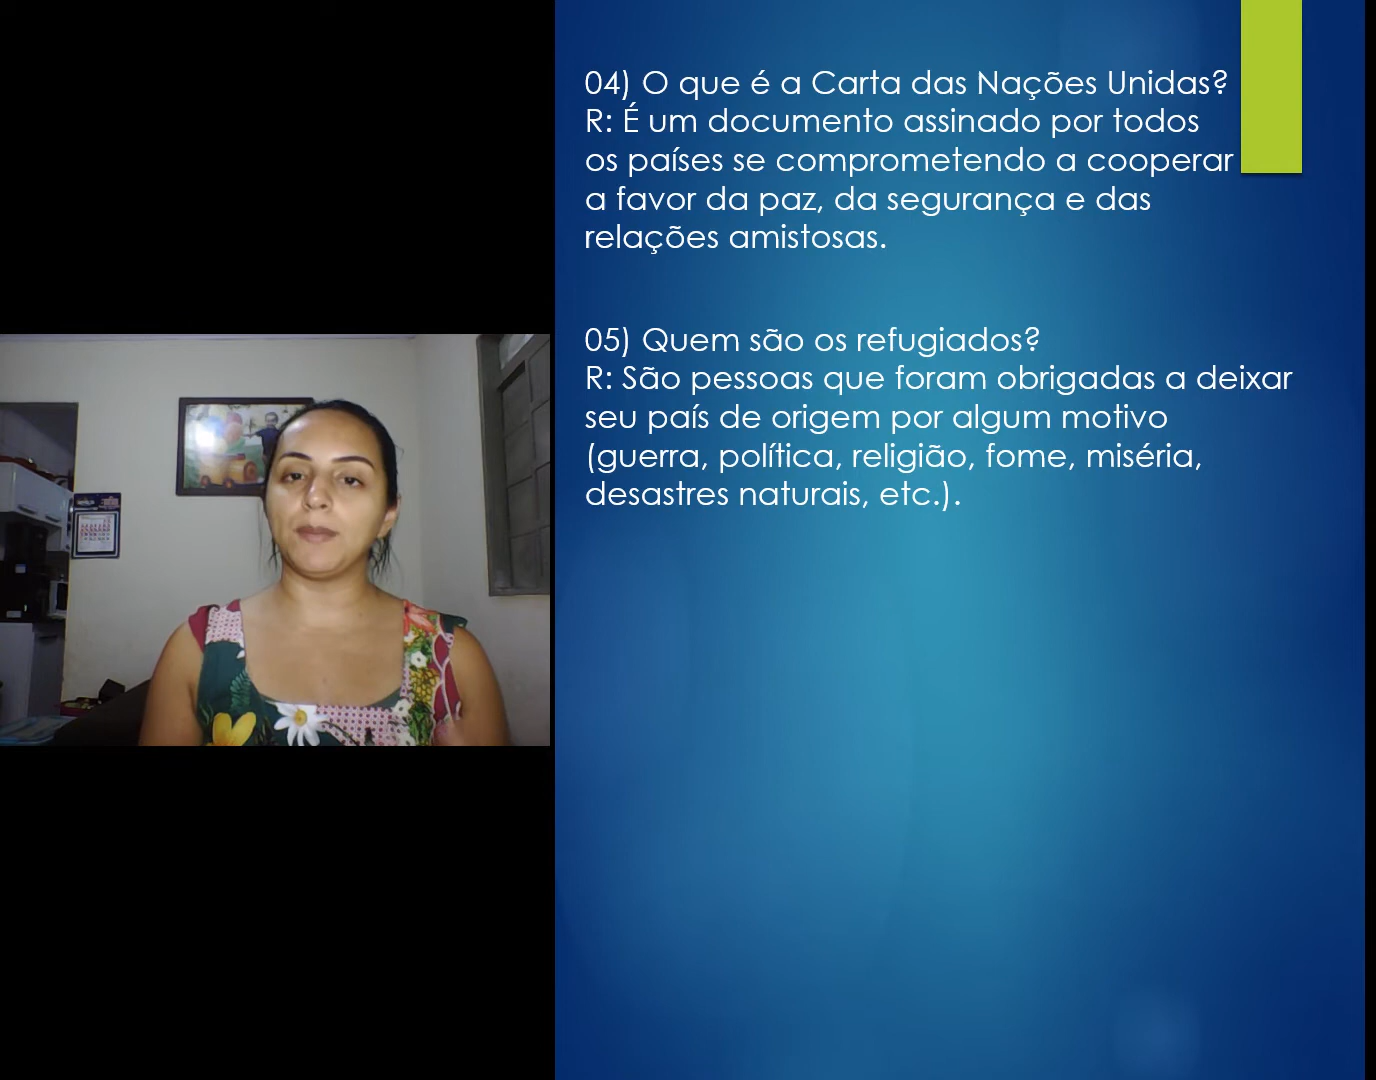 04) O que é a Carta das Nações Unidas?
R: É um documento assinado por todos
os países se comprometendo a cooperar
a favor da paz, da segurança e das
relações amistosas.
05) Quem são os refugiados?
R: São pessoas que foram obrigadas a deixar
seu país de origem por algum motivo
(guerra, política, religião, fome, miséria,
desastres naturais, etc.).